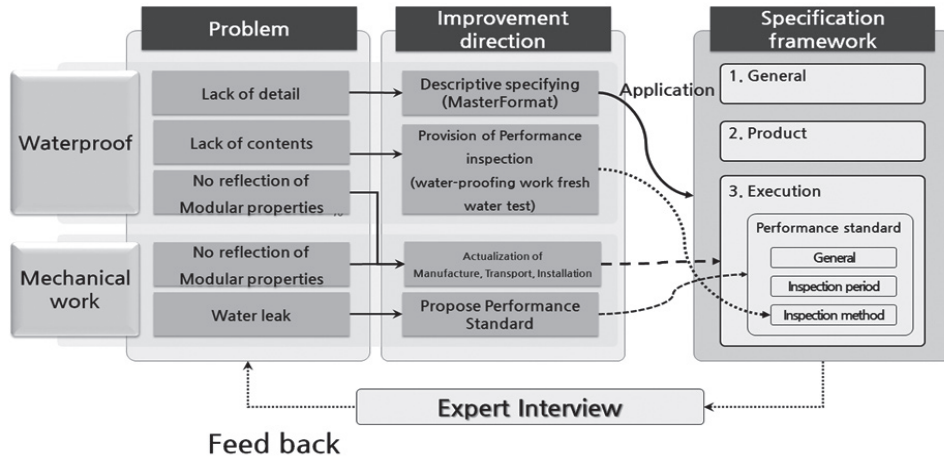 Problem
Improvement
direction
Specification
framework
Waterproof
Lack of detail
Lack of contents
No reflection of
Modular properties
Descriptive specifying
(MasterFormat)
Provision of Performance
inspection
(water-proofing work fresh
water test)
Application
1. General
2. Product
3. Execution
Performance standard
General
Inspection period
Inspection method
Mechanical
work
No reflection of
Modular properties
Water leak
Actualization of
Manufacture, Transport, Installation
Propose Performance
Standard
Expert Interview
Feed back